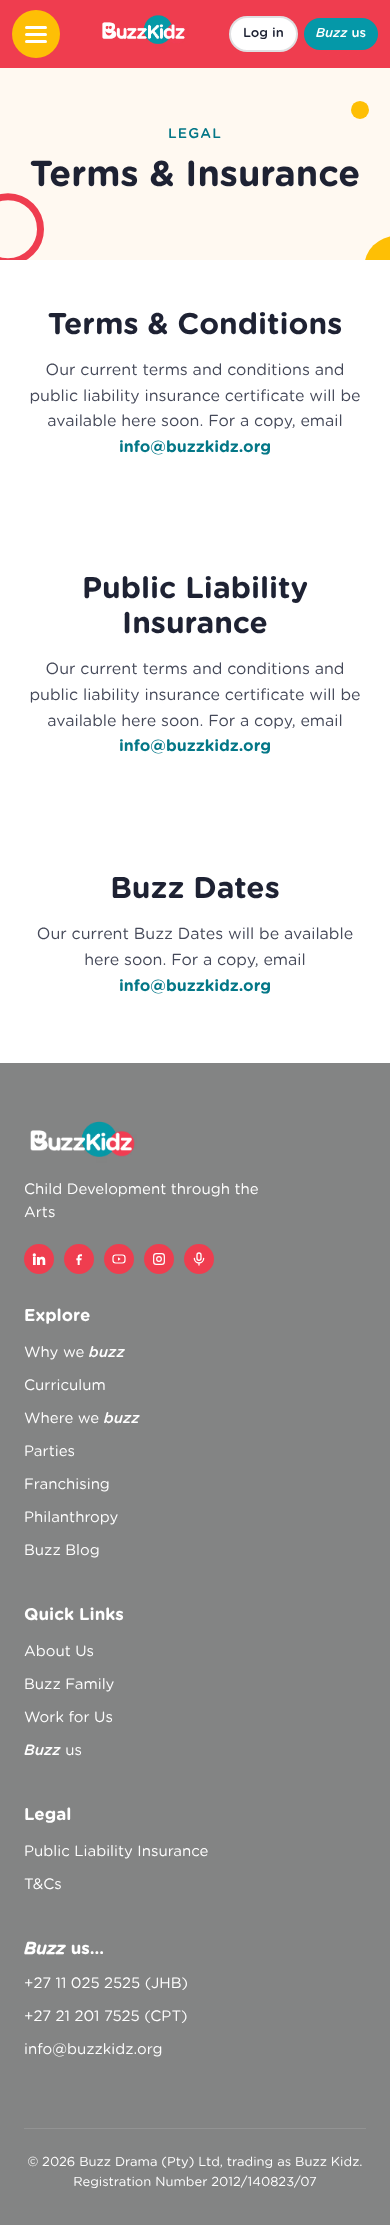 BuzzKidz
Log in
Buzz us
LEGAL
Terms & Insurance
Terms & Conditions
Our current terms and conditions and
public liability insurance certificate will be
available here soon. For a copy, email
info@buzzkidz.org
Public Liability
Insurance
Our current terms and conditions and
public liability insurance certificate will be
available here soon. For a copy, email
info@buzzkidz.org
Buzz Dates
Our current Buzz Dates will be available
here soon. For a copy, email
info@buzzkidz.org
BuzzKidz
Child Development through the
Arts
Explore
Why we buzz
Curriculum
Where we buzz
Parties
Franchising
Philanthropy
Buzz Blog
Quick Links
About Us
Buzz Family
Work for Us
Buzz us
Legal
Public Liability Insurance
T&Cs
Buzz us...
+27 11 025 2525 (JHB)
+27 21 201 7525 (CPT)
info@buzzkidz.org
© 2026 Buzz Drama (Pty) Ltd, trading as Buzz Kidz.
Registration Number 2012/140823/07